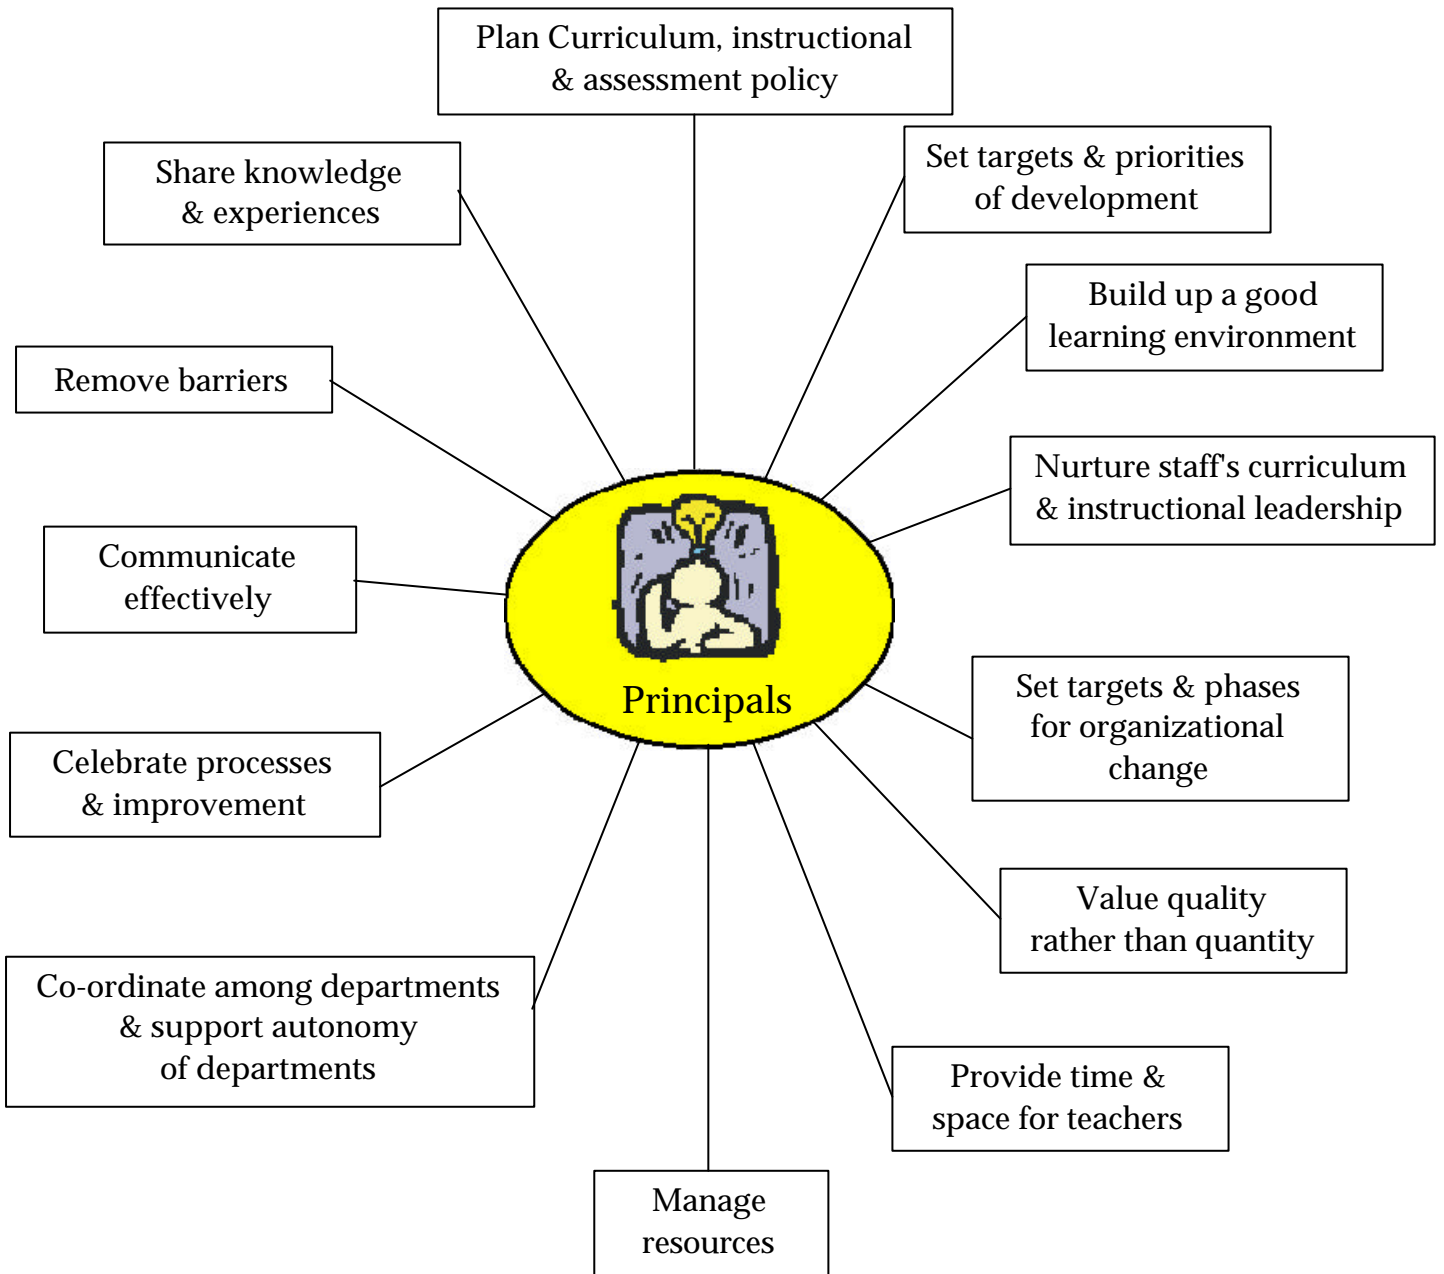 Plan Curriculum, instructional
& assessment policy
Set targets & priorities
of development
Share knowledge
& experiences
Build up a good
learning environment
Remove barriers
Nurture staff's curriculum
& instructional leadership
Communicate
effectively
Principals
Set targets & phases
for organizational
change
Celebrate processes
& improvement
Value quality
rather than quantity
Co-ordinate among departments
& support autonomy
of departments
Provide time &
space for teachers
Manage
resources